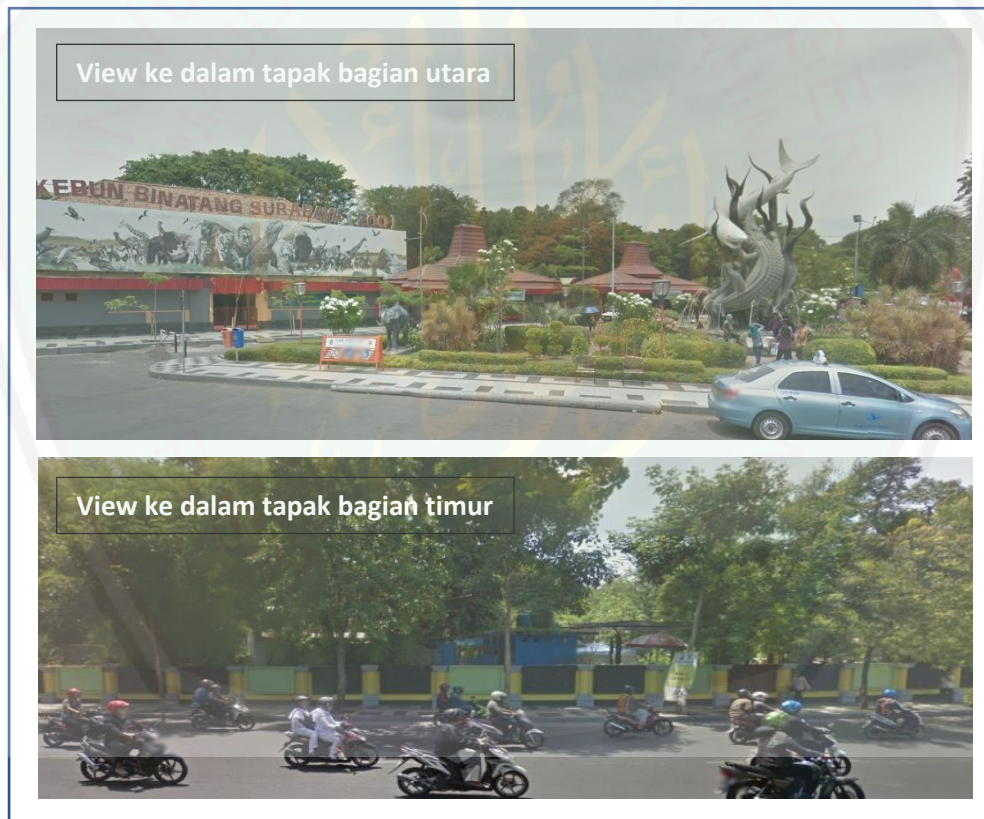 View ke dalam tapak bagian utara
KEBUN BINATANG SURABAYA
View ke dalam tapak bagian timur